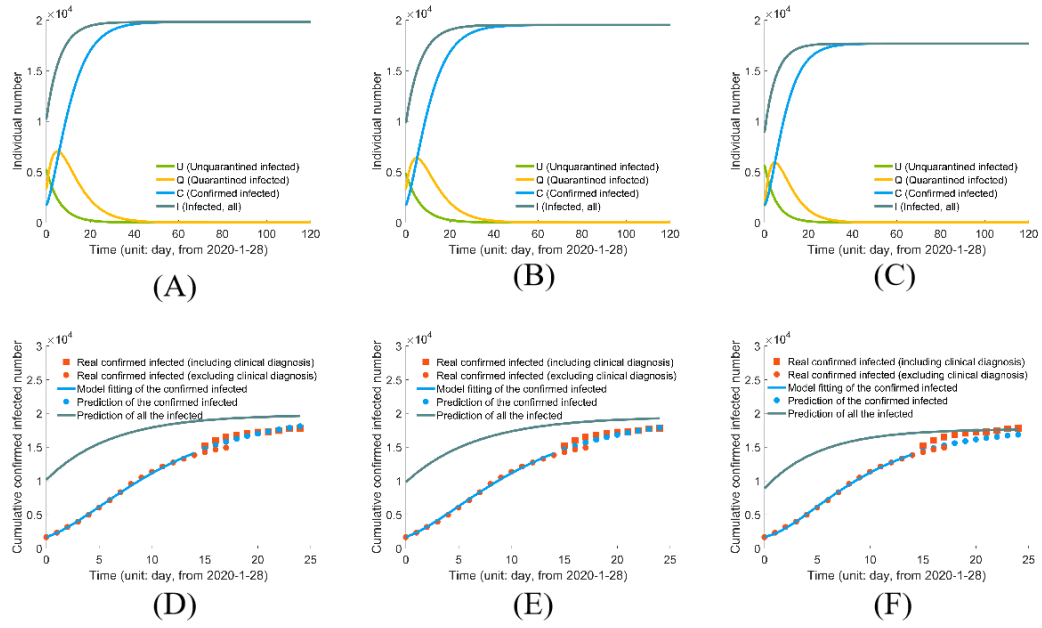 ×10⁴
2
1.5
1
0.5
0
Individual number
U (Unquarantined infected)
Q (Quarantined infected)
C (Confirmed infected)
I (Infected, all)
0 20 40 60 80 100 120
Time (unit: day, from 2020-1-28)
(A)
×10⁴
2
1.5
1
0.5
0
Individual number
U (Unquarantined infected)
Q (Quarantined infected)
C (Confirmed infected)
I (Infected, all)
0 20 40 60 80 100 120
Time (unit: day, from 2020-1-28)
(B)
×10⁴
2
1.5
1
0.5
0
Individual number
U (Unquarantined infected)
Q (Quarantined infected)
C (Confirmed infected)
I (Infected, all)
0 20 40 60 80 100 120
Time (unit: day, from 2020-1-28)
(C)
×10⁴
3
2.5
2
1.5
1
0.5
0
Cumulative confirmed infected number
Real confirmed infected (including clinical diagnosis)
Real confirmed infected (excluding clinical diagnosis)
Model fitting of the confirmed infected
Prediction of the confirmed infected
Prediction of all the infected
0 5 10 15 20 25
Time (unit: day, from 2020-1-28)
(D)
×10⁴
3
2.5
2
1.5
1
0.5
0
Cumulative confirmed infected number
Real confirmed infected (including clinical diagnosis)
Real confirmed infected (excluding clinical diagnosis)
Model fitting of the confirmed infected
Prediction of the confirmed infected
Prediction of all the infected
0 5 10 15 20 25
Time (unit: day, from 2020-1-28)
(E)
×10⁴
3
2.5
2
1.5
1
0.5
0
Cumulative confirmed infected number
Real confirmed infected (including clinical diagnosis)
Real confirmed infected (excluding clinical diagnosis)
Model fitting of the confirmed infected
Prediction of the confirmed infected
Prediction of all the infected
0 5 10 15 20 25
Time (unit: day, from 2020-1-28)
(F)